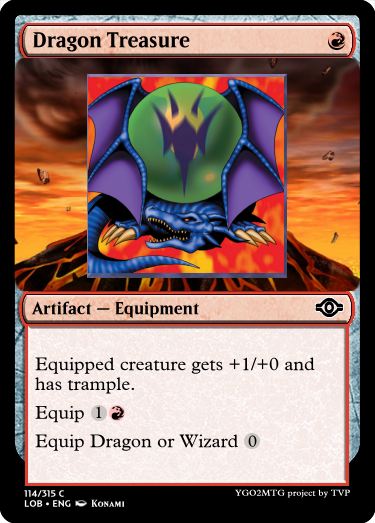 Dragon Treasure
Artifact — Equipment
Equipped creature gets +1/+0 and
has trample.
Equip 1
Equip Dragon or Wizard 0
114/315 C
LOB • ENG Konami
YGO2MTG project by TVP